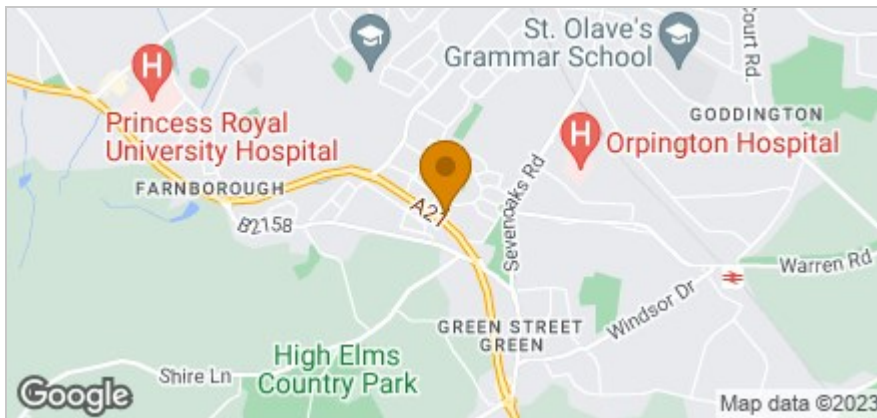 St. Olave's
Grammar School
Court Rd.
H
Princess Royal
University Hospital
GODDINGTON
H
Orpington Hospital
FARNBOROUGH
A21
B2158
Sevenoaks Rd
Warren Rd
Windsor Dr
GREEN STREET
GREEN
High Elms
Country Park
Shire Ln
Google
Map data ©2023